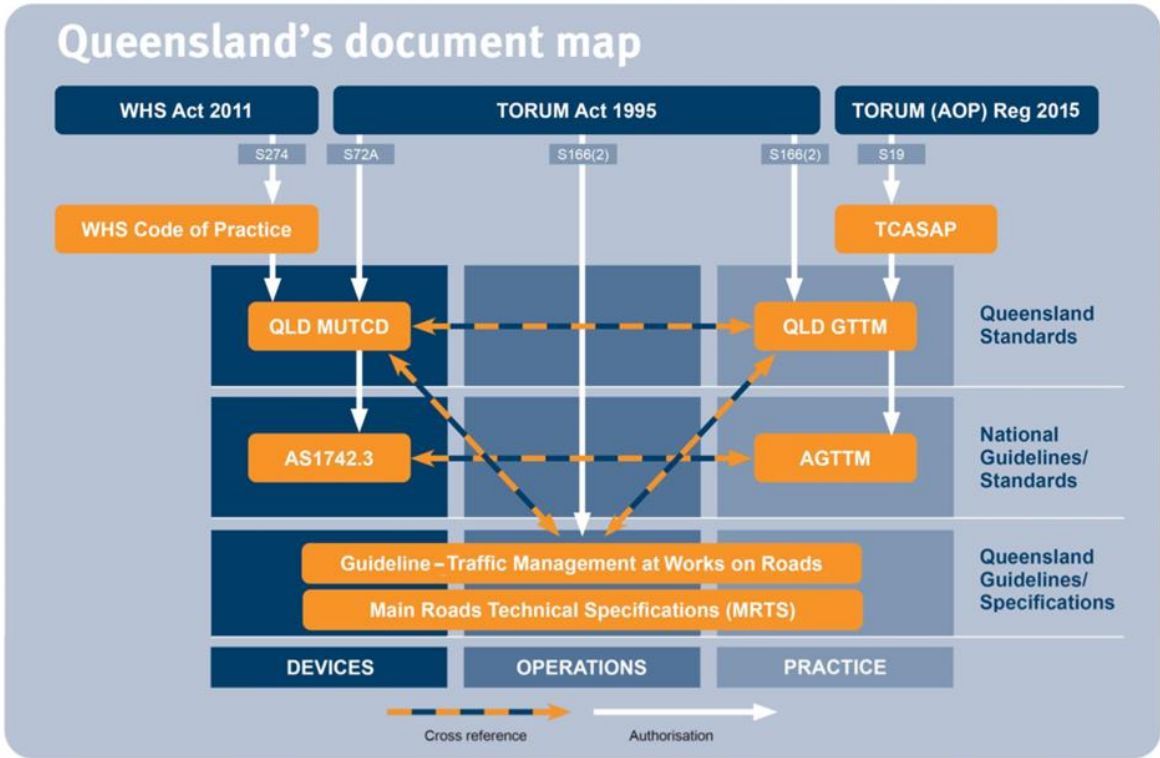 Queensland's document map
WHS Act 2011
TORUM Act 1995
TORUM (AOP) Reg 2015
S274
S72A
S166(2)
S166(2)
S19
WHS Code of Practice
TCASAP
QLD MUTCD
QLD GTTM
Queensland
Standards
AS1742.3
AGTTM
National
Guidelines/
Standards
Guideline – Traffic Management at Works on Roads
Main Roads Technical Specifications (MRTS)
Queensland
Guidelines/
Specifications
DEVICES
OPERATIONS
PRACTICE
Cross reference
Authorisation